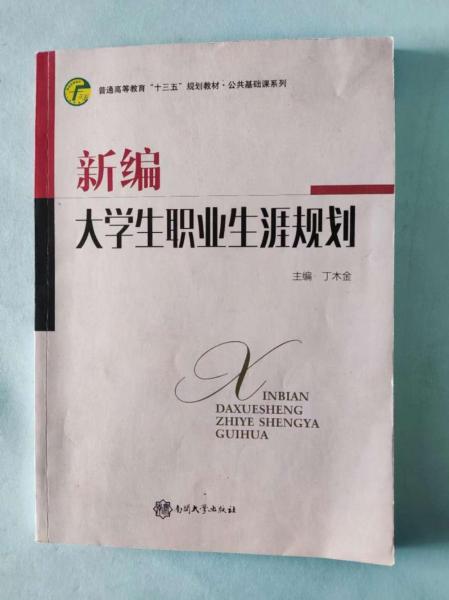 普通高等教育“十三五”规划教材·公共基础课系列
新编
大学生职业生涯规划
主编 丁木金
XINBIAN
DAXUESHENG
ZHIYE SHENGYA
GUIHUA
南开大学出版社